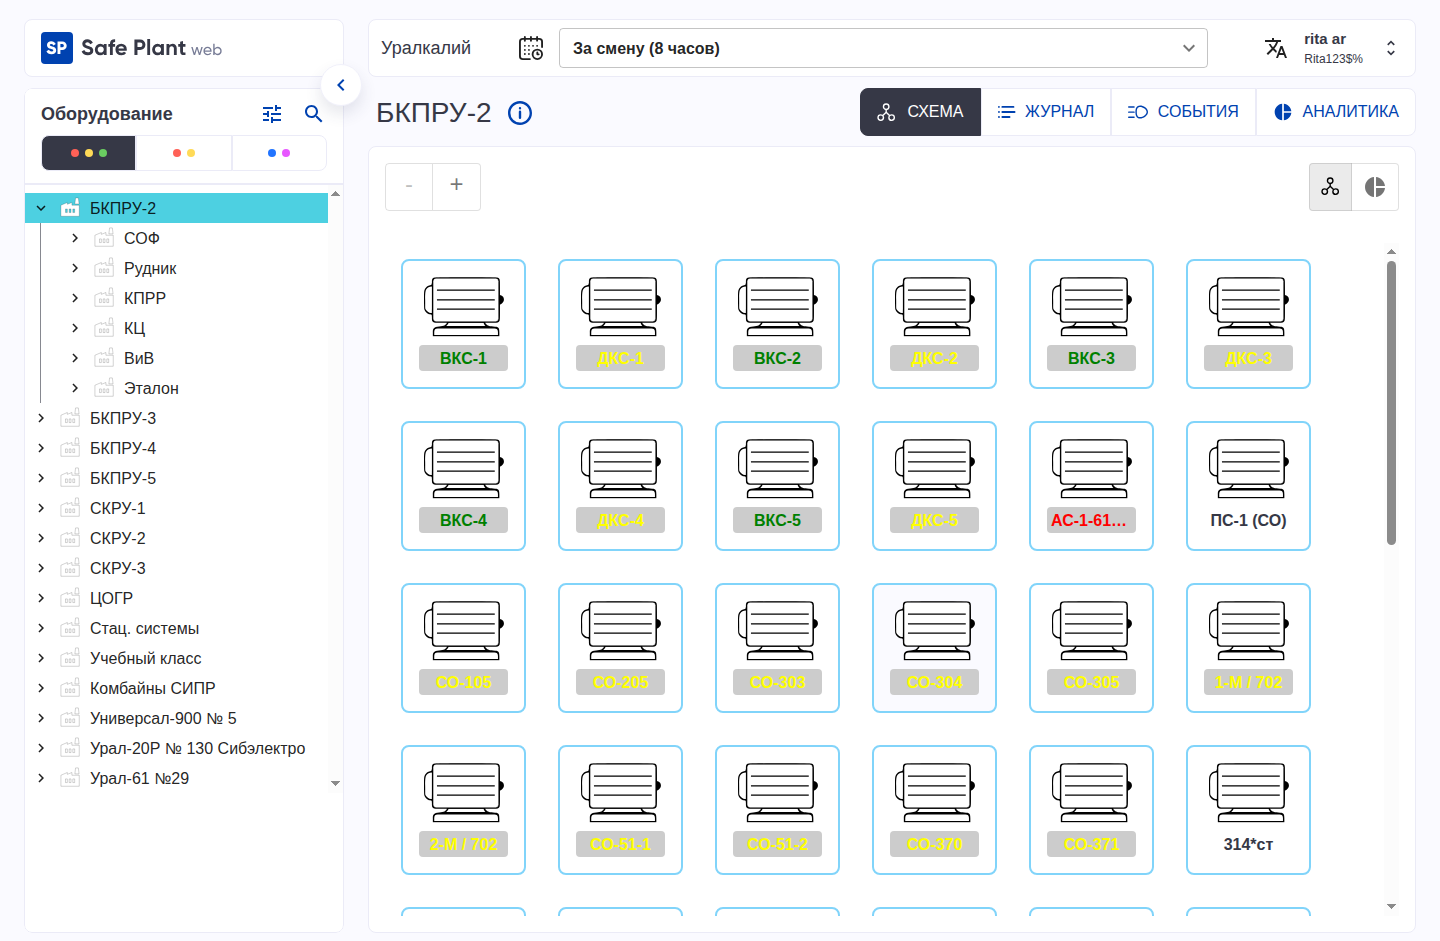 SP Safe Plant web
Уралкалий
За смену (8 часов)
rita ar
Rita123$%
Оборудование
БКПРУ-2
СХЕМА
ЖУРНАЛ
СОБЫТИЯ
АНАЛИТИКА
- +
БКПРУ-2
СОФ
Рудник
КПРР
КЦ
ВиВ
Эталон
БКПРУ-3
БКПРУ-4
БКПРУ-5
СКРУ-1
СКРУ-2
СКРУ-3
ЦОГР
Стац. системы
Учебный класс
Комбайны СИПР
Универсал-900 № 5
Урал-20Р № 130 Сибэлектро
Урал-61 №29
ВКС-1 ДКС-1 ВКС-2 ДКС-2 ВКС-3 ДКС-3
ВКС-4 ДКС-4 ВКС-5 ДКС-5 АС-1-61... ПС-1 (СО)
СО-105 СО-205 СО-303 СО-304 СО-305 1-М / 702
2-М / 702 СО-51-1 СО-51-2 СО-370 СО-371 314*ст